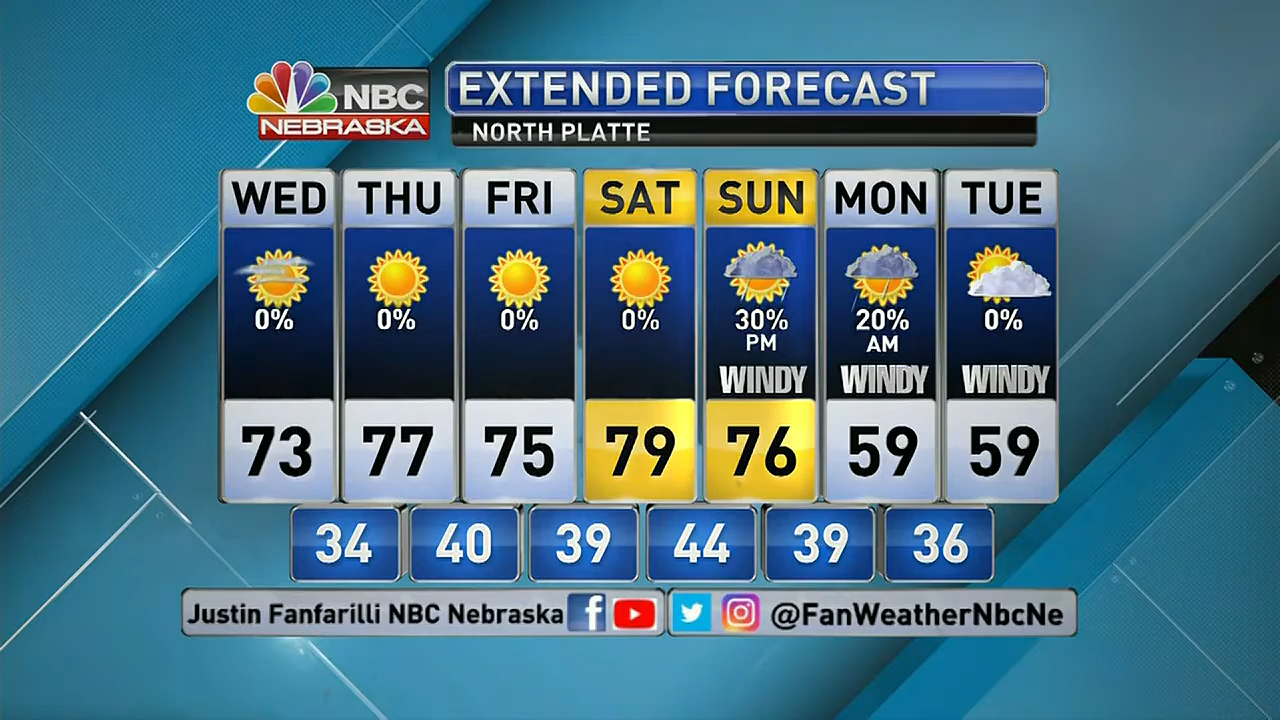 NBC
NEBRASKA
EXTENDED FORECAST
NORTH PLATTE
WED THU FRI SAT SUN MON TUE
0% 0% 0% 0% 30% 20% 0%
PM AM
WINDY WINDY WINDY
73 77 75 79 76 59 59
34 40 39 44 39 36
Justin Fanfarilli NBC Nebraska f @FanWeatherNbcNe